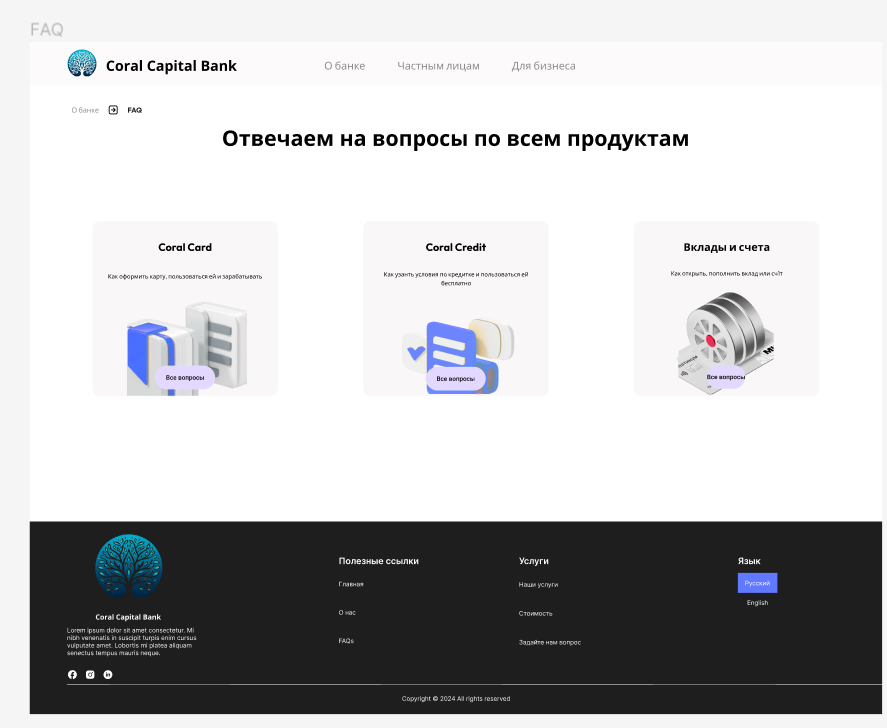 FAQ
Coral Capital Bank
О банке
Частным лицам
Для бизнеса
О банке
FAQ
Отвечаем на вопросы по всем продуктам
Coral Card
Как оформить карту, пользоваться ей и зарабатывать
Все вопросы
Coral Credit
Как узанть условия по кредитке и пользоваться ей
бесплатно
Все вопросы
Вклады и счета
Как открыть, пополнить вклад или счіт
Все вопросы
Coral Capital Bank
Lorem ipsum dolor sit amet consectetur. Mi
nibh venenatis in suscipit turpis enim cursus
vulputate amet. Lobortis mi platea aliquam
senectus tempus mauris neque.
Полезные ссылки
Главная
О нас
FAQs
Услуги
Наши услуги
Стоимость
Задайте нам вопрос
Язык
Русский
English
Copyright © 2024 All rights reserved